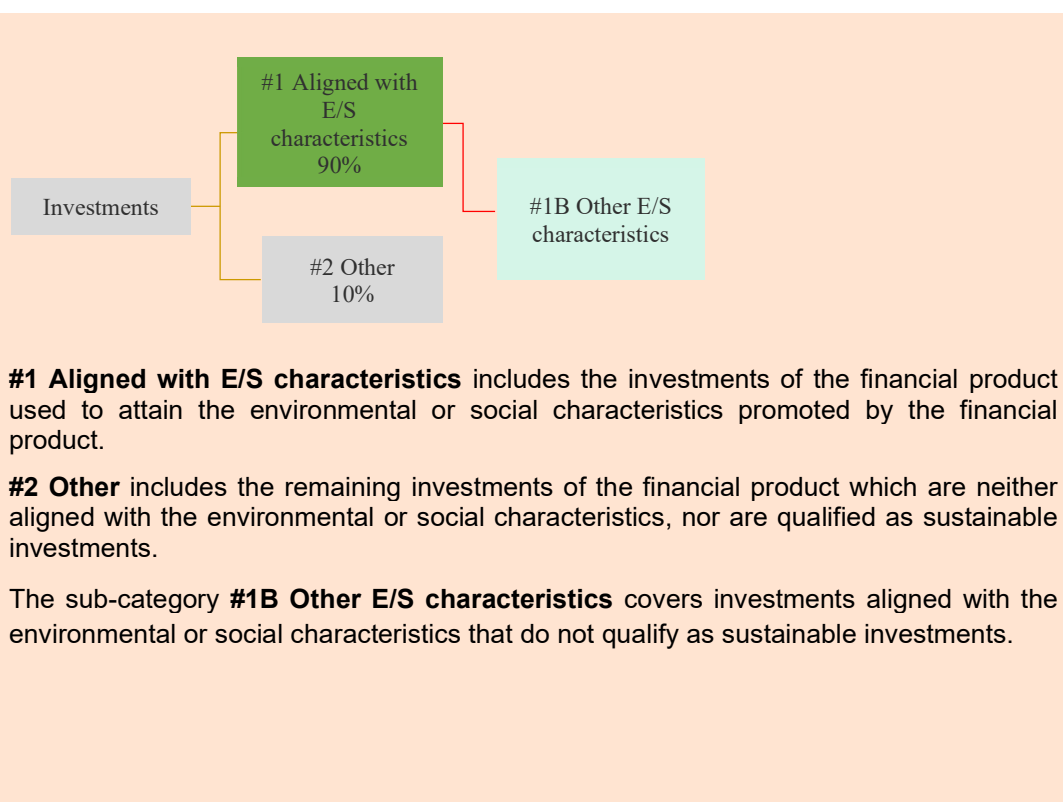 #1 Aligned with
E/S
characteristics
90%
Investments
#1B Other E/S
characteristics
#2 Other
10%
#1 Aligned with E/S characteristics includes the investments of the financial product
used to attain the environmental or social characteristics promoted by the financial
product.
#2 Other includes the remaining investments of the financial product which are neither
aligned with the environmental or social characteristics, nor are qualified as sustainable
investments.
The sub-category #1B Other E/S characteristics covers investments aligned with the
environmental or social characteristics that do not qualify as sustainable investments.